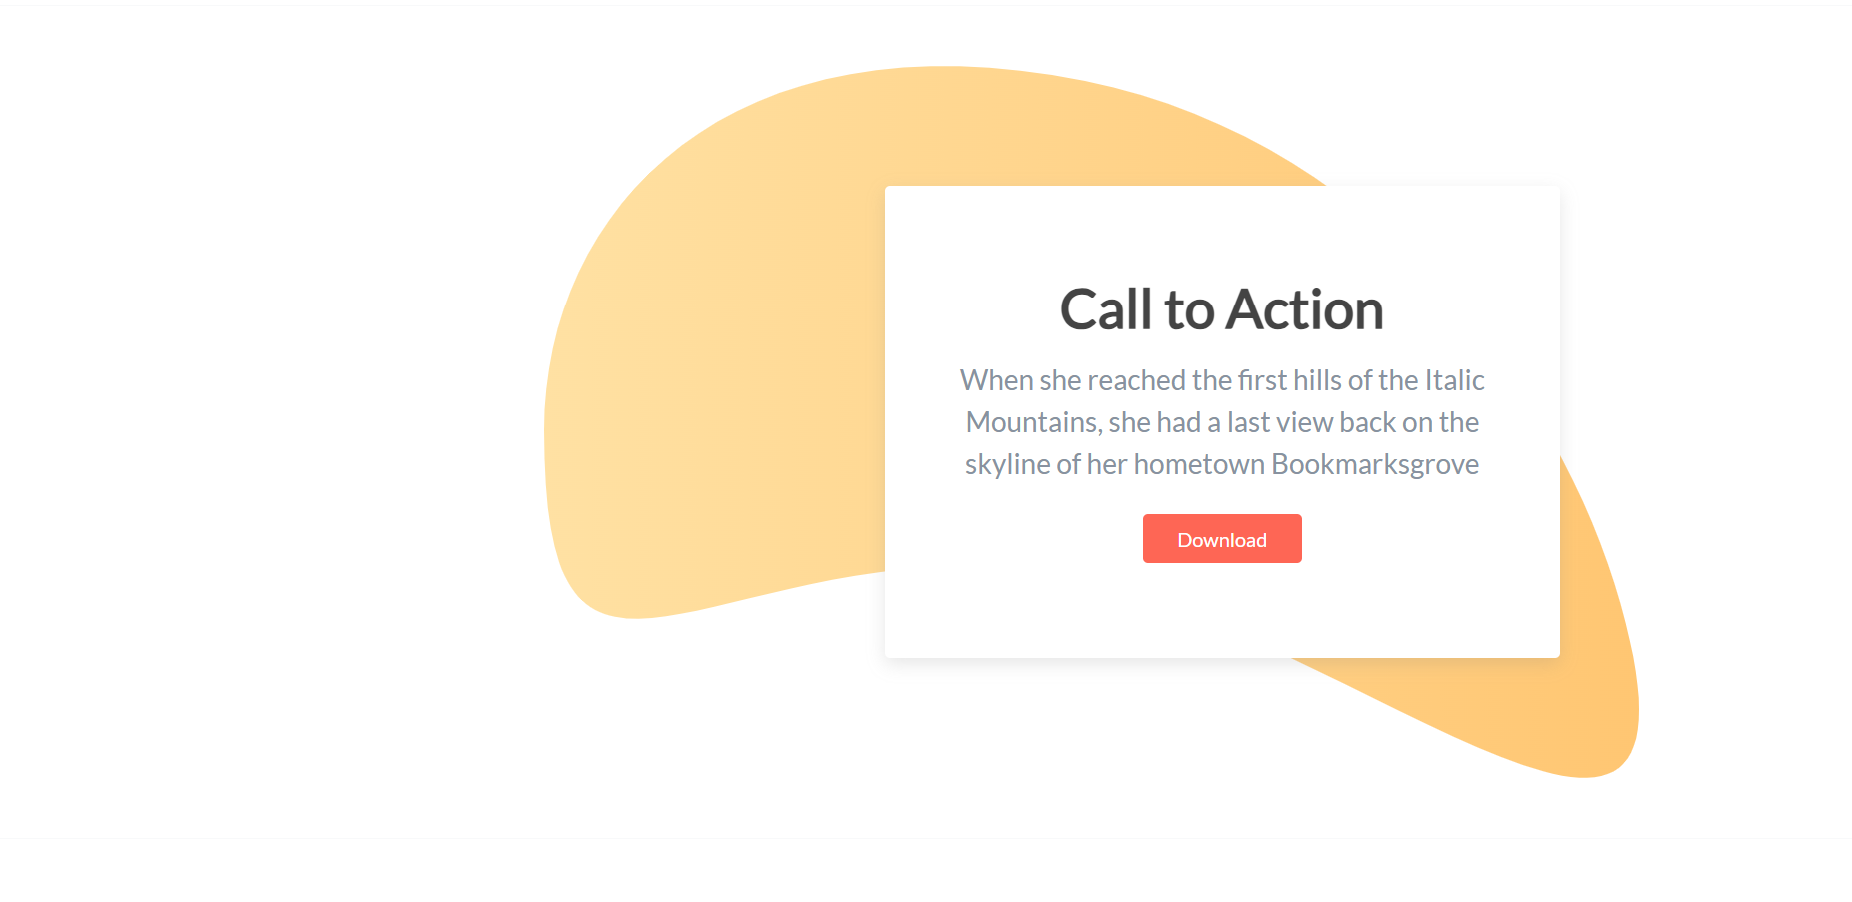 Call to Action
When she reached the first hills of the Italic
Mountains, she had a last view back on the
skyline of her hometown Bookmarksgrove
Download